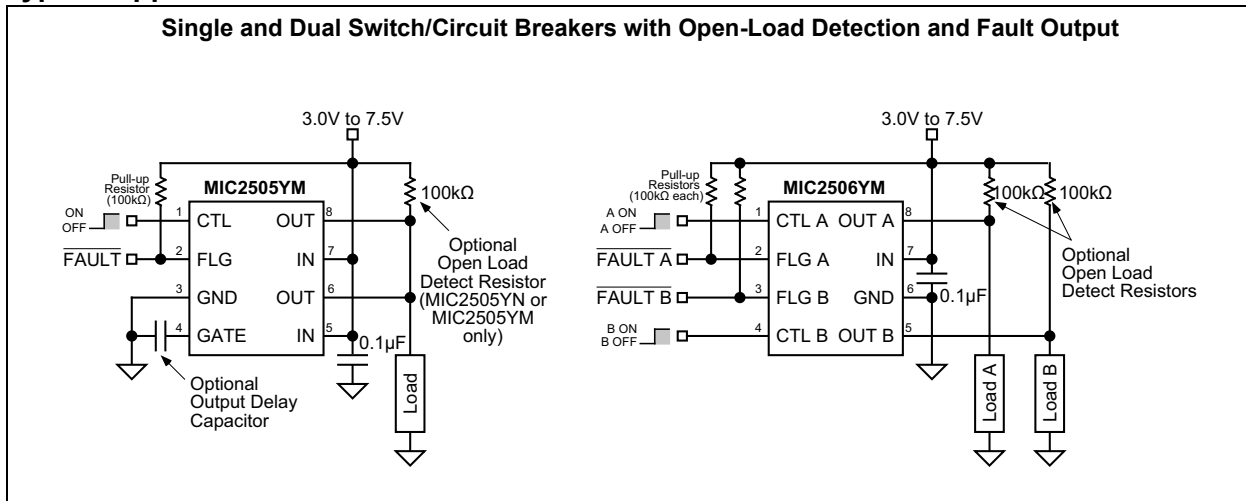 Single and Dual Switch/Circuit Breakers with Open-Load Detection and Fault Output
3.0V to 7.5V
Pull-up
Resistor
(100kΩ)
MIC2505YM
100kΩ
ON
OFF
1 CTL OUT 8
FAULT
2 FLG IN 7
3 GND OUT 6
4 GATE IN 5
Optional
Open Load
Detect Resistor
(MIC2505YN or
MIC2505YM
only)
0.1µF
Load
Optional
Output Delay
Capacitor
3.0V to 7.5V
Pull-up
Resistors
(100kΩ each)
MIC2506YM
100kΩ 100kΩ
A ON
A OFF
1 CTL A OUT A 8
FAULT A
2 FLG A IN 7
FAULT B
3 FLG B GND 6
B ON
B OFF
4 CTL B OUT B 5
0.1µF
Optional
Open Load
Detect Resistors
Load A
Load B